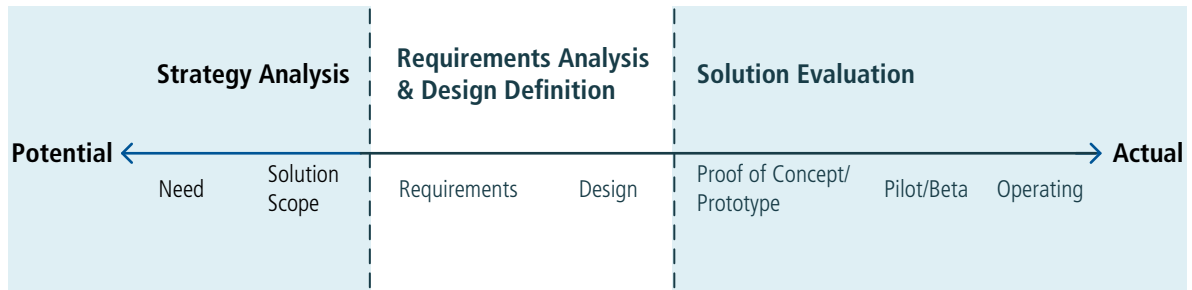 Strategy Analysis
Requirements Analysis
& Design Definition
Solution Evaluation
Potential
Actual
Need
Solution
Scope
Requirements
Design
Proof of Concept/
Prototype
Pilot/Beta
Operating